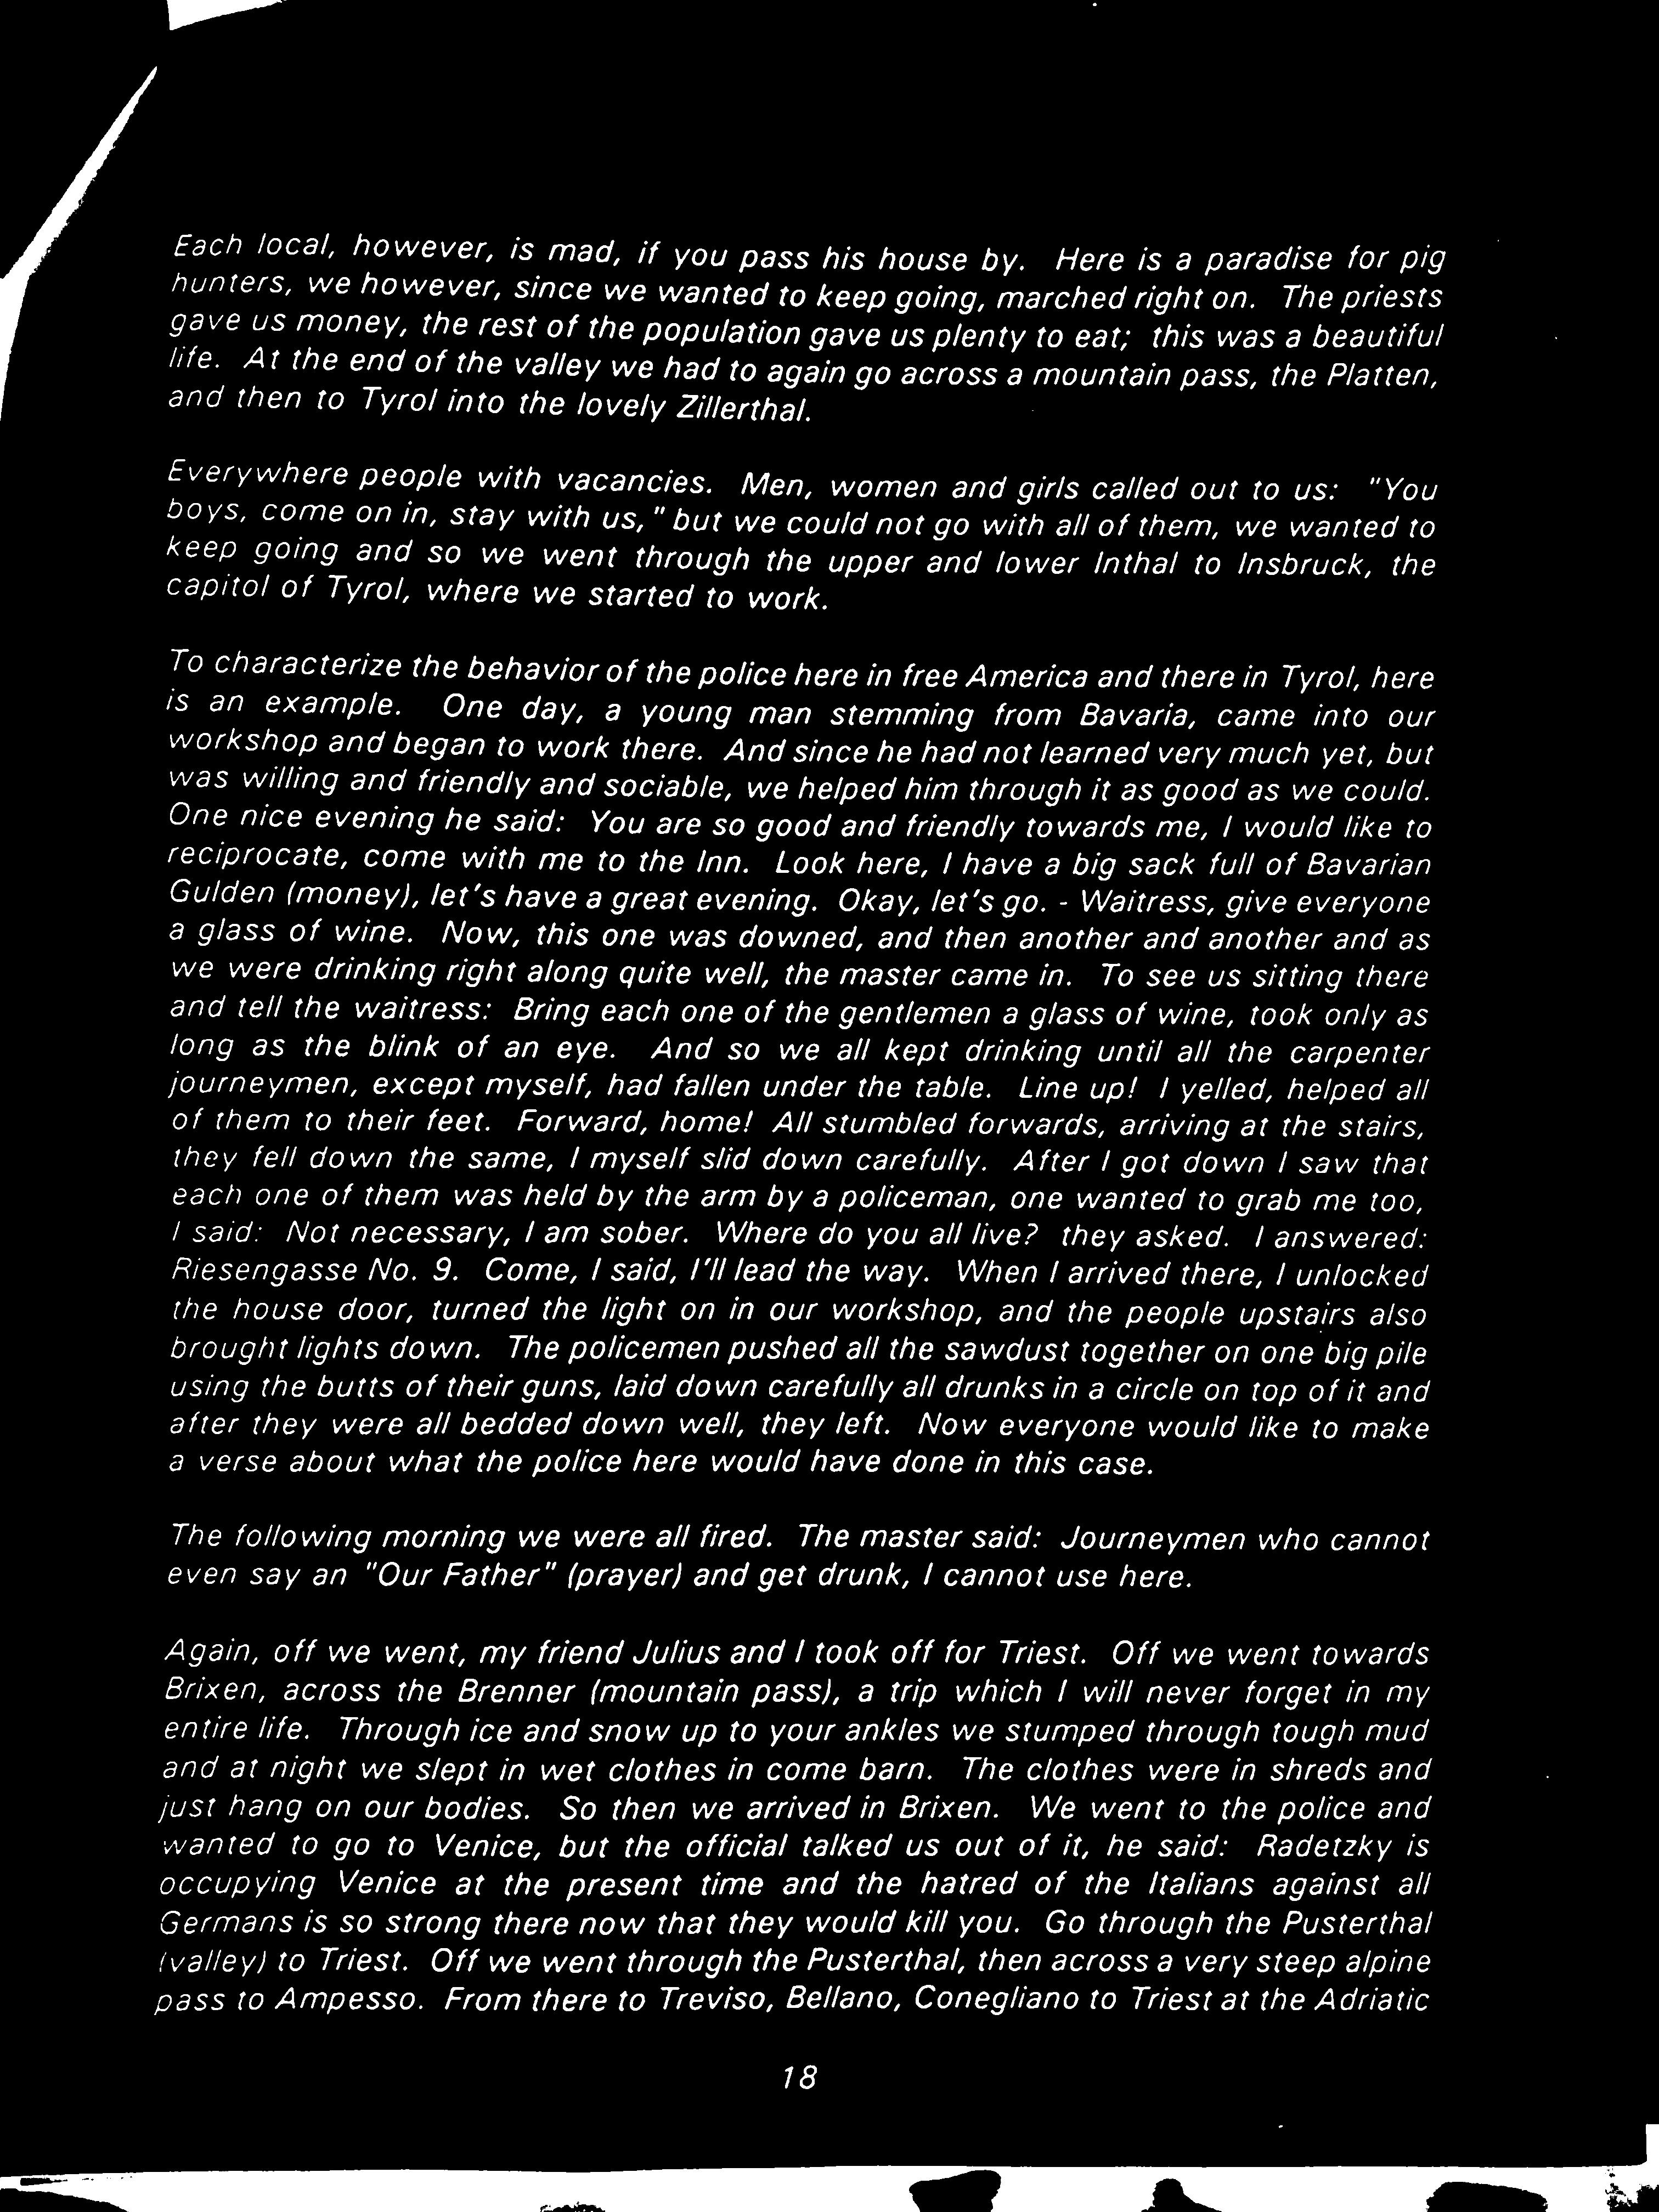 Each local, however, is mad, if you pass his house by. Here is a paradise for pig
hunters, we however, since we wanted to keep going, marched right on. The priests
gave us money, the rest of the population gave us plenty to eat; this was a beautiful
life. At the end of the valley we had to again go across a mountain pass, the Platten,
and then to Tyrol into the lovely Zillerthal.
Everywhere people with vacancies. Men, women and girls called out to us: "You
boys, come on in, stay with us," but we could not go with all of them, we wanted to
keep going and so we went through the upper and lower Inthal to Insbruck, the
capitol of Tyrol, where we started to work.
To characterize the behavior of the police here in free America and there in Tyrol, here
is an example. One day, a young man stemming from Bavaria, came into our
workshop and began to work there. And since he had not learned very much yet, but
was willing and friendly and sociable, we helped him through it as good as we could.
One nice evening he said: You are so good and friendly towards me, I would like to
reciprocate, come with me to the Inn. Look here, I have a big sack full of Bavarian
Gulden (money), let's have a great evening. Okay, let's go. - Waitress, give everyone
a glass of wine. Now, this one was downed, and then another and another and as
we were drinking right along quite well, the master came in. To see us sitting there
and tell the waitress: Bring each one of the gentlemen a glass of wine, took only as
long as the blink of an eye. And so we all kept drinking until all the carpenter
journeymen, except myself, had fallen under the table. Line up! I yelled, helped all
of them to their feet. Forward, home! All stumbled forwards, arriving at the stairs,
they fell down the same, I myself slid down carefully. After I got down I saw that
each one of them was held by the arm by a policeman, one wanted to grab me too,
I said: Not necessary, I am sober. Where do you all live? they asked. I answered:
Riesengasse No. 9. Come, I said, I'll lead the way. When I arrived there, I unlocked
the house door, turned the light on in our workshop, and the people upstairs also
brought lights down. The policemen pushed all the sawdust together on one big pile
using the butts of their guns, laid down carefully all drunks in a circle on top of it and
after they were all bedded down well, they left. Now everyone would like to make
a verse about what the police here would have done in this case.
The following morning we were all fired. The master said: Journeymen who cannot
even say an "Our Father" (prayer) and get drunk, I cannot use here.
Again, off we went, my friend Julius and I took off for Triest. Off we went towards
Brixen, across the Brenner (mountain pass), a trip which I will never forget in my
entire life. Through ice and snow up to your ankles we stumped through tough mud
and at night we slept in wet clothes in come barn. The clothes were in shreds and
just hang on our bodies. So then we arrived in Brixen. We went to the police and
wanted to go to Venice, but the official talked us out of it, he said: Radetzky is
occupying Venice at the present time and the hatred of the Italians against all
Germans is so strong there now that they would kill you. Go through the Pusterthal
(valley) to Triest. Off we went through the Pusterthal, then across a very steep alpine
pass to Ampesso. From there to Treviso, Bellano, Conegliano to Triest at the Adriatic
18